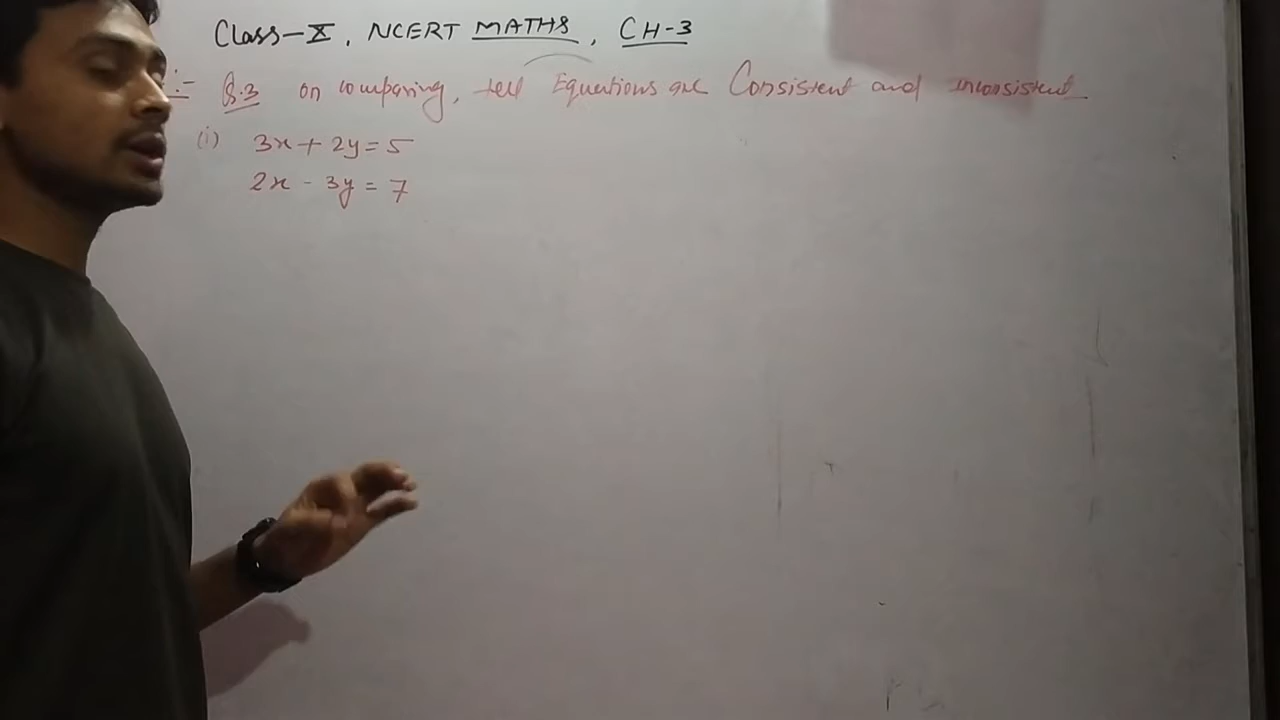 Class-X, NCERT MATHS, CH-3
:- Q.3 on comparing, tell Equations are Consistent and inconsistent
(i) 3x + 2y = 5
2x - 3y = 7